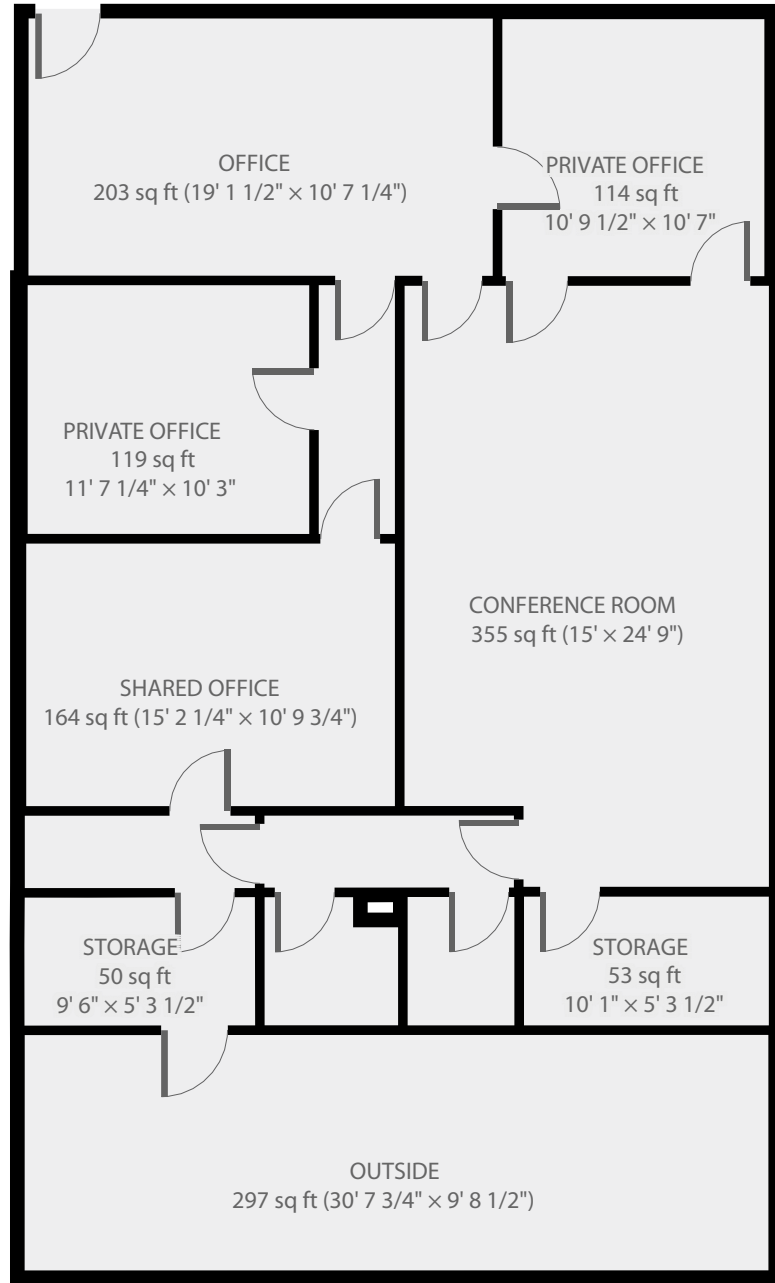 OFFICE
203 sq ft (19' 1 1/2" × 10' 7 1/4")
PRIVATE OFFICE
114 sq ft
10' 9 1/2" × 10' 7"
PRIVATE OFFICE
119 sq ft
11' 7 1/4" × 10' 3"
CONFERENCE ROOM
355 sq ft (15' × 24' 9")
SHARED OFFICE
164 sq ft (15' 2 1/4" × 10' 9 3/4")
STORAGE
50 sq ft
9' 6" × 5' 3 1/2"
STORAGE
53 sq ft
10' 1" × 5' 3 1/2"
OUTSIDE
297 sq ft (30' 7 3/4" × 9' 8 1/2")